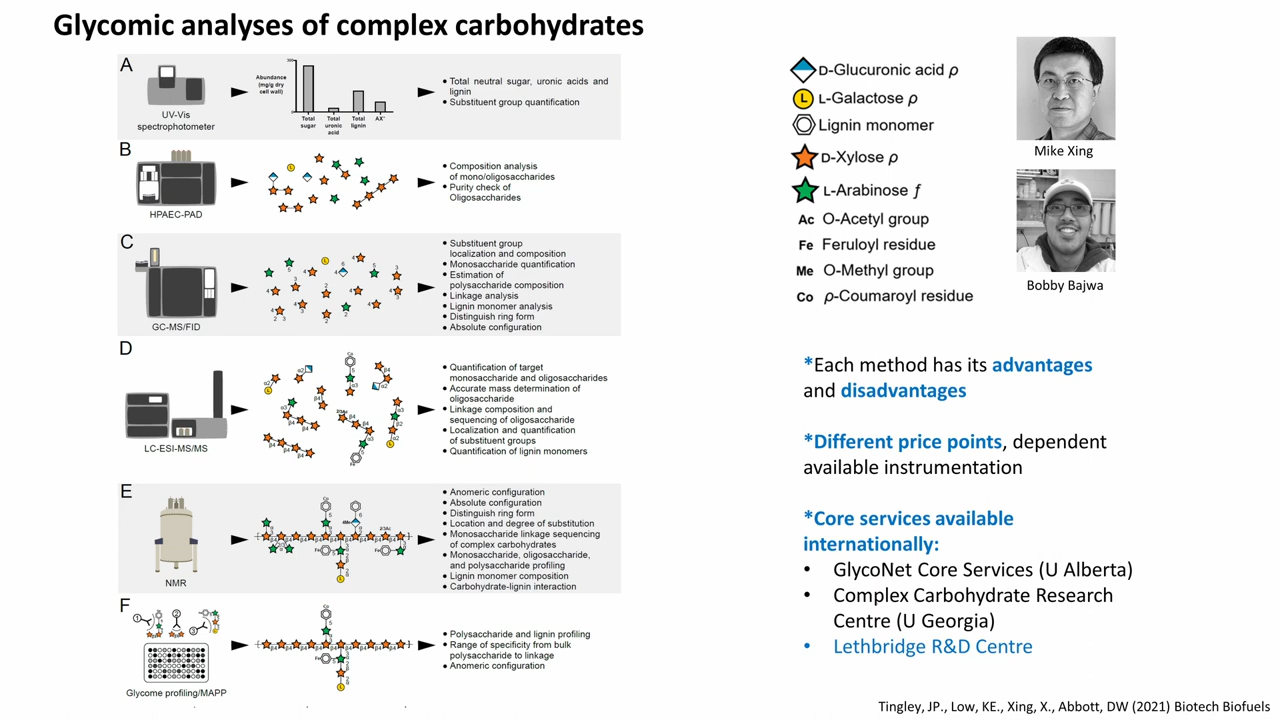 Glycomic analyses of complex carbohydrates
A
UV-Vis
spectrophotometer
Abundance
(mg/g dry
cell wall)
Total
sugar
Total
uronic
acid
Total
lignin
AX+
• Total neutral sugar, uronic acids and
lignin
• Substituent group quantification
B
HPAEC-PAD
• Composition analysis
of mono/oligosaccharides
• Purity check of
Oligosaccharides
C
GC-MS/FID
• Substituent group
localization and composition
• Monosaccharide quantification
• Estimation of
polysaccharide composition
• Linkage analysis
• Lignin monomer analysis
• Distinguish ring form
• Absolute configuration
D
LC-ESI-MS/MS
• Quantification of target
monosaccharide and oligosaccharides
• Accurate mass determination of
oligosaccharide
• Linkage composition and
sequencing of oligosaccharide
• Localization and quantification
of substituent groups
• Quantification of lignin monomers
E
NMR
• Anomeric configuration
• Absolute configuration
• Distinguish ring form
• Location and degree of substitution
• Monosaccharide linkage sequencing
of complex carbohydrates
• Monosaccharide, oligosaccharide,
and polysaccharide profiling
• Lignin monomer composition
• Carbohydrate-lignin interaction
F
Glycome profiling/MAPP
• Polysaccharide and lignin profiling
• Range of specificity from bulk
polysaccharide to linkage
• Anomeric configuration
D-Glucuronic acid ρ
L L-Galactose ρ
Lignin monomer
D-Xylose ρ
L-Arabinose ƒ
Ac O-Acetyl group
Fe Feruloyl residue
Me O-Methyl group
Co ρ-Coumaroyl residue
Mike Xing
Bobby Bajwa
*Each method has its advantages
and disadvantages
*Different price points, dependent
available instrumentation
*Core services available
internationally:
• GlycoNet Core Services (U Alberta)
• Complex Carbohydrate Research
Centre (U Georgia)
• Lethbridge R&D Centre
Tingley, JP., Low, KE., Xing, X., Abbott, DW (2021) Biotech Biofuels